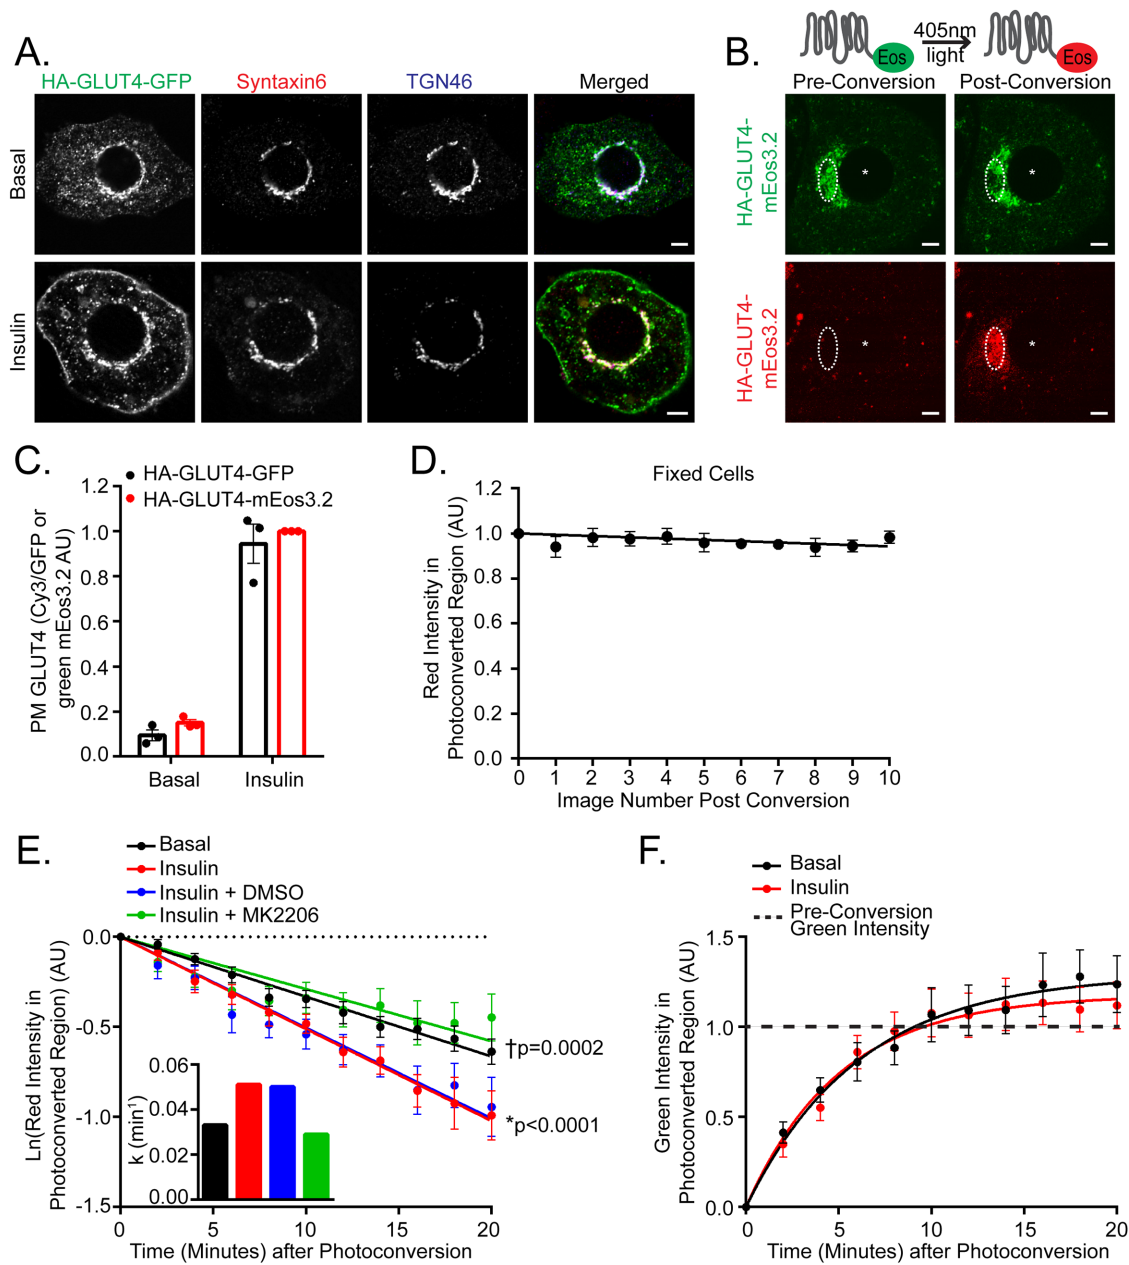 A.
HA-GLUT4-GFP Syntaxin6 TGN46 Merged
Basal
Insulin
B.
405nm
light
Eos Eos
Pre-Conversion Post-Conversion
HA-GLUT4-
mEos3.2
*
*
HA-GLUT4-
mEos3.2
*
*
C.
HA-GLUT4-GFP
HA-GLUT4-mEos3.2
PM GLUT4 (Cy3/GFP or
green mEos3.2 AU)
1.2
1.0
0.8
0.6
0.4
0.2
0.0
Basal Insulin
D.
Fixed Cells
Red Intensity in
Photoconverted Region (AU)
1.2
1.0
0.8
0.6
0.4
0.2
0.0
0 1 2 3 4 5 6 7 8 9 10
Image Number Post Conversion
E.
Basal
Insulin
Insulin + DMSO
Insulin + MK2206
Ln(Red Intensity in
Photoconverted Region) (AU)
0.0
-0.5
-1.0
-1.5
†p=0.0002
*p<0.0001
k (min¹)
0.06
0.04
0.02
0.00
0 5 10 15 20
Time (Minutes) after Photoconversion
F.
Basal
Insulin
Pre-Conversion
Green Intensity
Green Intensity in
Photoconverted Region (AU)
1.5
1.0
0.5
0.0
0 5 10 15 20
Time (Minutes) after Photoconversion